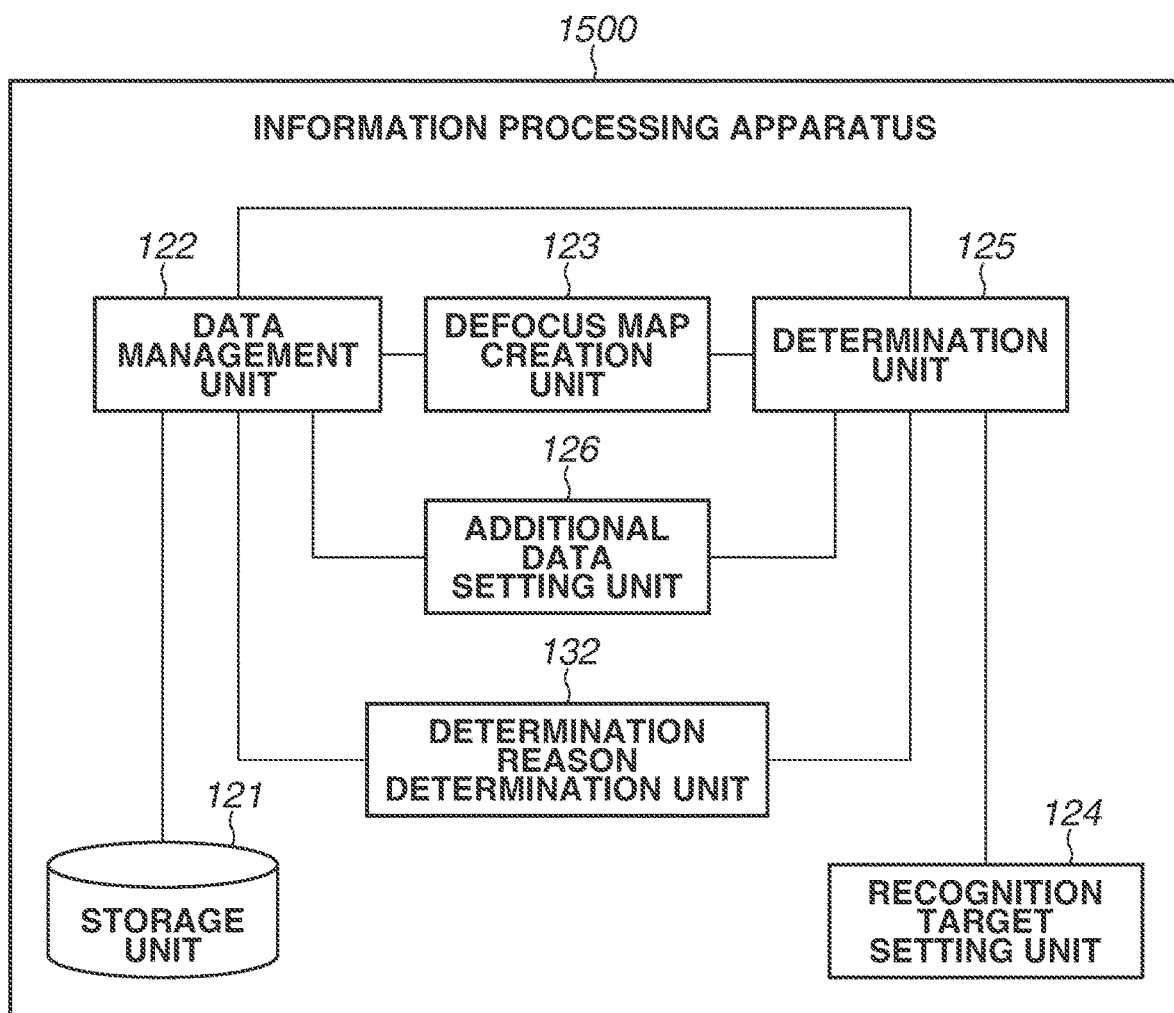 1500
INFORMATION PROCESSING APPARATUS
122
123
125
DATA
MANAGEMENT
UNIT
DEFOCUS MAP
CREATION
UNIT
DETERMINATION
UNIT
126
ADDITIONAL
DATA
SETTING UNIT
132
DETERMINATION
REASON
DETERMINATION UNIT
121
STORAGE
UNIT
124
RECOGNITION
TARGET
SETTING UNIT